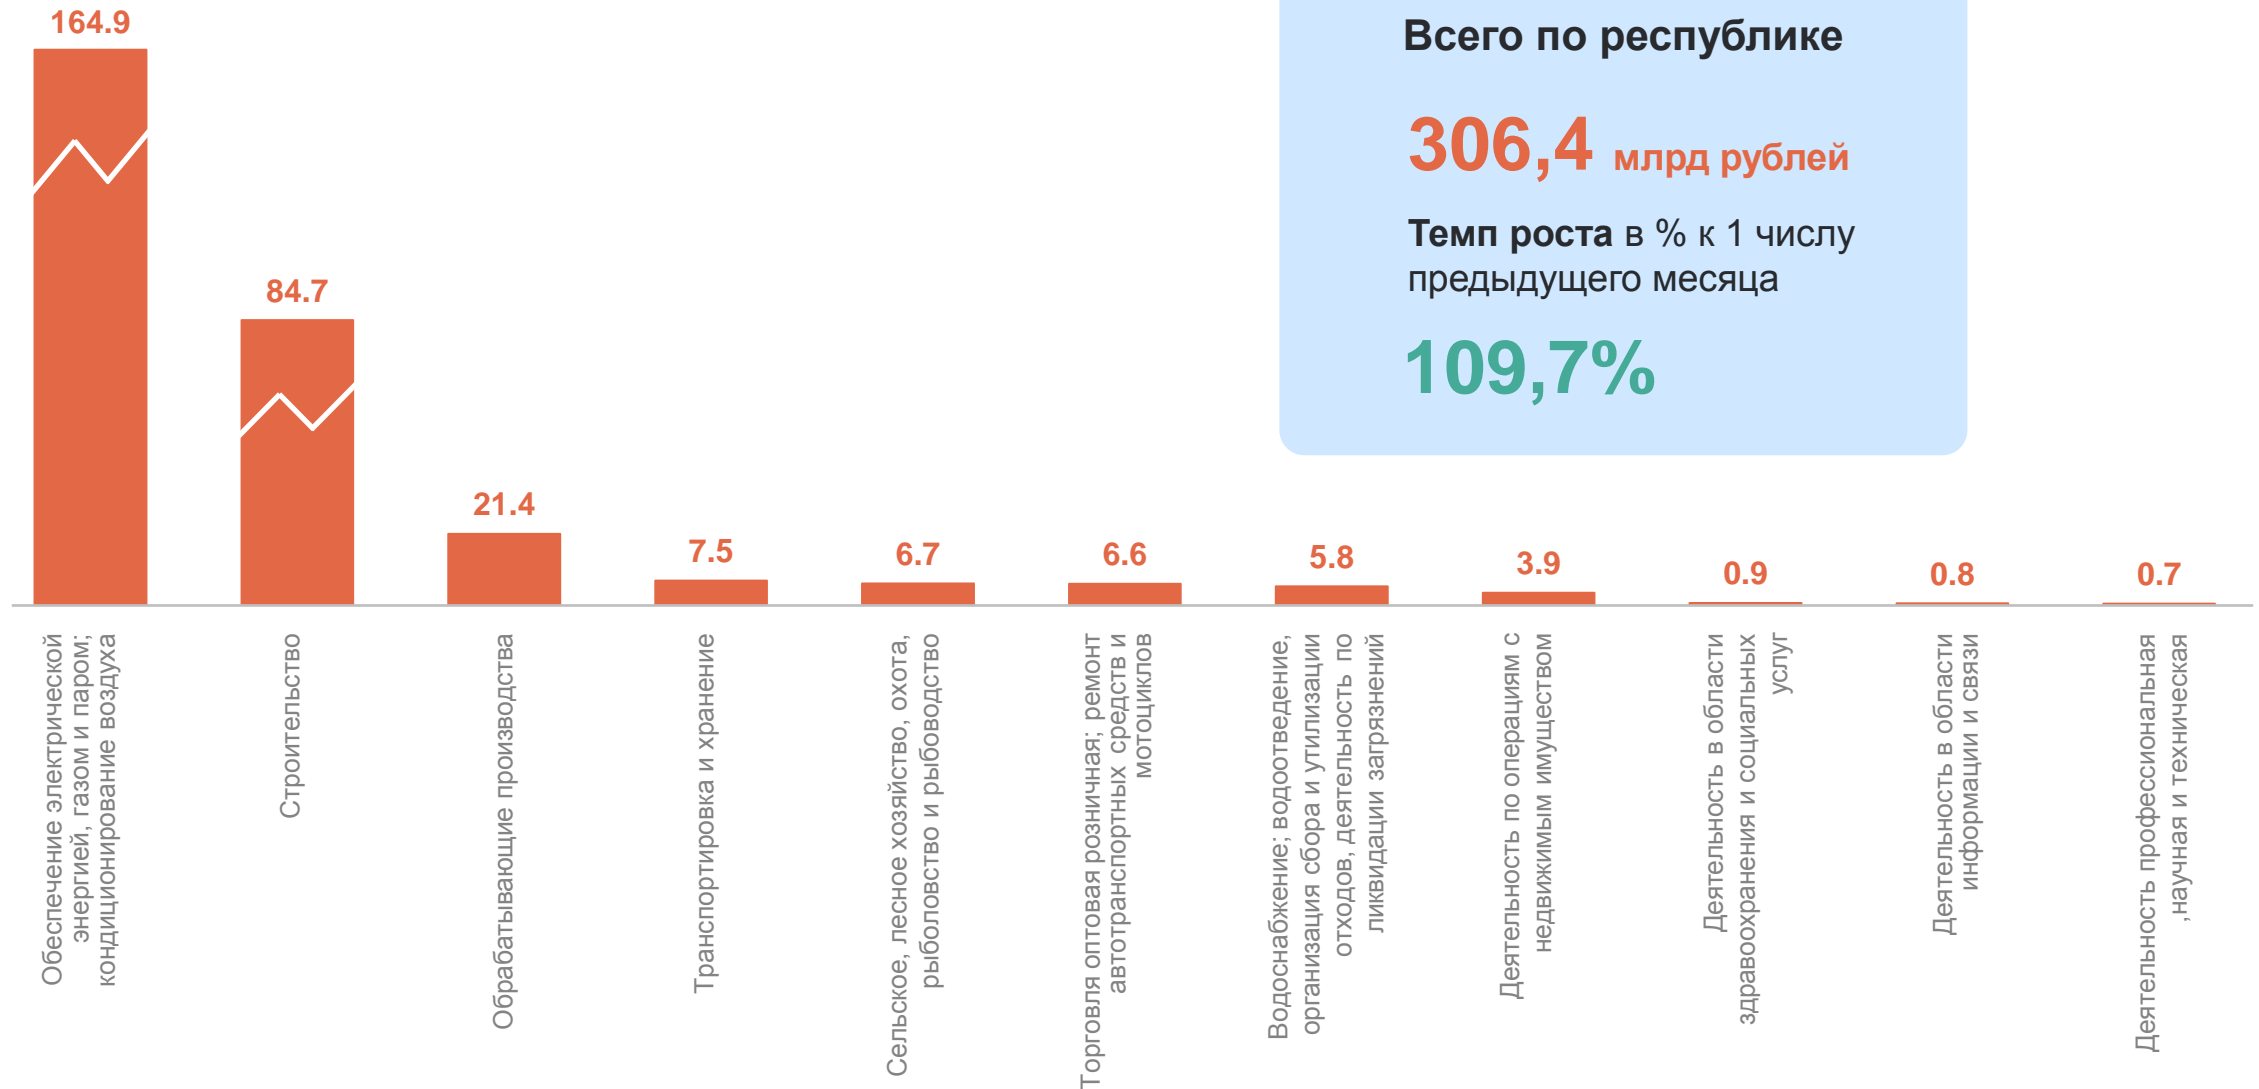 164.9
84.7
21.4
7.5
6.7
6.6
5.8
3.9
0.9
0.8
0.7
Всего по республике
306,4 млрд рублей
Темп роста в % к 1 числу
предыдущего месяца
109,7%
Обеспечение электрической
энергией, газом и паром;
кондиционирование воздуха
Строительство
Обрабатывающие производства
Транспортировка и хранение
Сельское, лесное хозяйство, охота,
рыболовство и рыбоводство
Торговля оптовая розничная; ремонт
автотранспортных средств и
мотоциклов
Водоснабжение; водоотведение,
организация сбора и утилизации
отходов, деятельность по
ликвидации загрязнений
Деятельность по операциям с
недвижимым имуществом
Деятельность в области
здравоохранения и социальных
услуг
Деятельность в области
информации и связи
Деятельность профессиональная
,научная и техническая